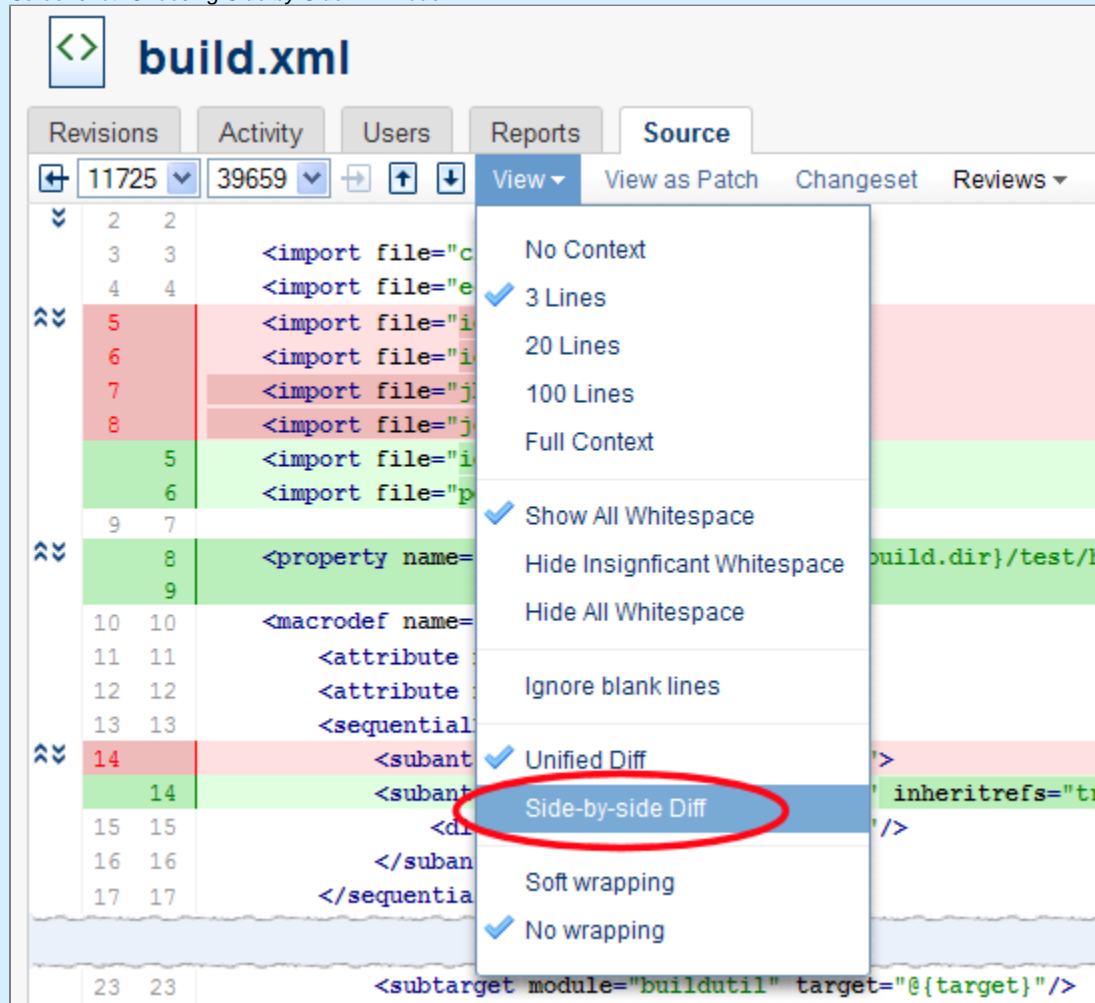 build.xml
Revisions Activity Users Reports Source
11725 39659 View View as Patch Changeset Reviews
2 2
3 3 <import file="c
4 4 <import file="e
5 <import file="i
6 <import file="i
7 <import file="j
8 <import file="j
5 <import file="i
6 <import file="p
9 7
8 <property name= build.dir}/test/
9
10 10 <macrodef name=
11 11 <attribute
12 12 <attribute
13 13 <sequential
14 <subant ">
14 <subant " inheritrefs="t
15 15 <di "/>
16 16 </suban
17 17 </sequentia
23 23 <subtarget module="buildutil" target="@{target}"/>
No Context
3 Lines
20 Lines
100 Lines
Full Context
Show All Whitespace
Hide Insignficant Whitespace
Hide All Whitespace
Ignore blank lines
Unified Diff
Side-by-side Diff
Soft wrapping
No wrapping